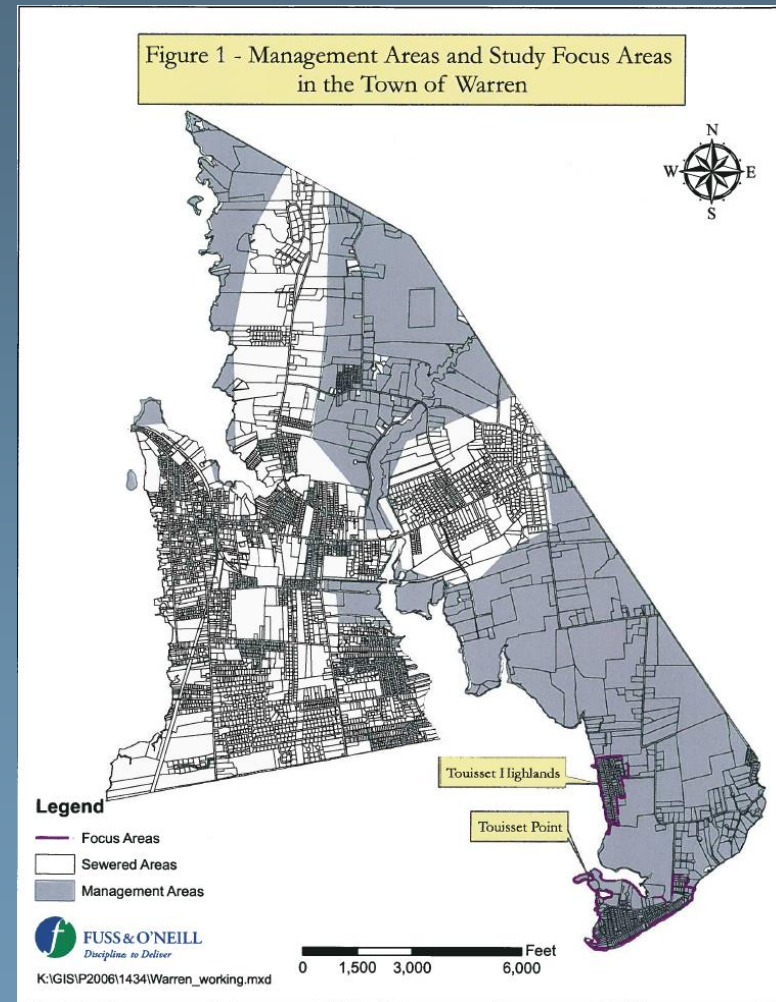 Figure 1 - Management Areas and Study Focus Areas
in the Town of Warren
N
W E
S
Touisset Highlands
Touisset Point
Legend
Focus Areas
Sewered Areas
Management Areas
FUSS & O'NEILL
Disciplines to Deliver
K:\GIS\P2006\1434\Warren_working.mxd
Feet
0 1,500 3,000 6,000